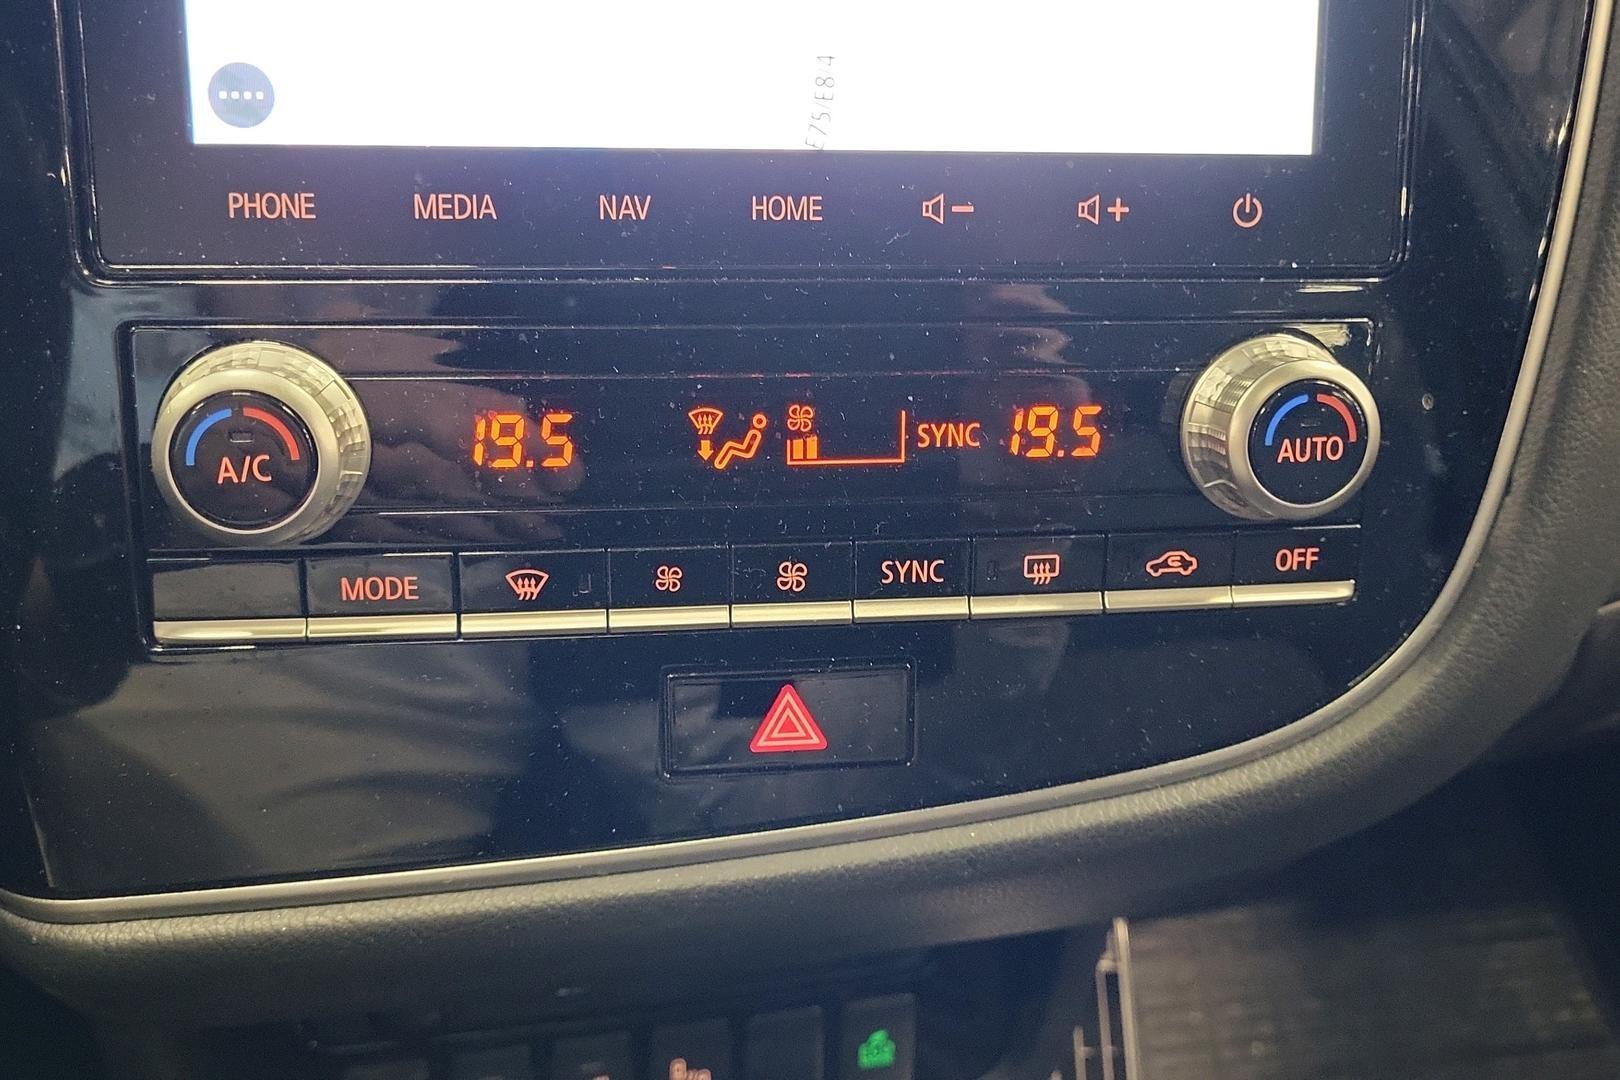 E75/E8/4
PHONE MEDIA NAV HOME
19.5 SYNC 19.5
A/C AUTO
MODE SYNC OFF